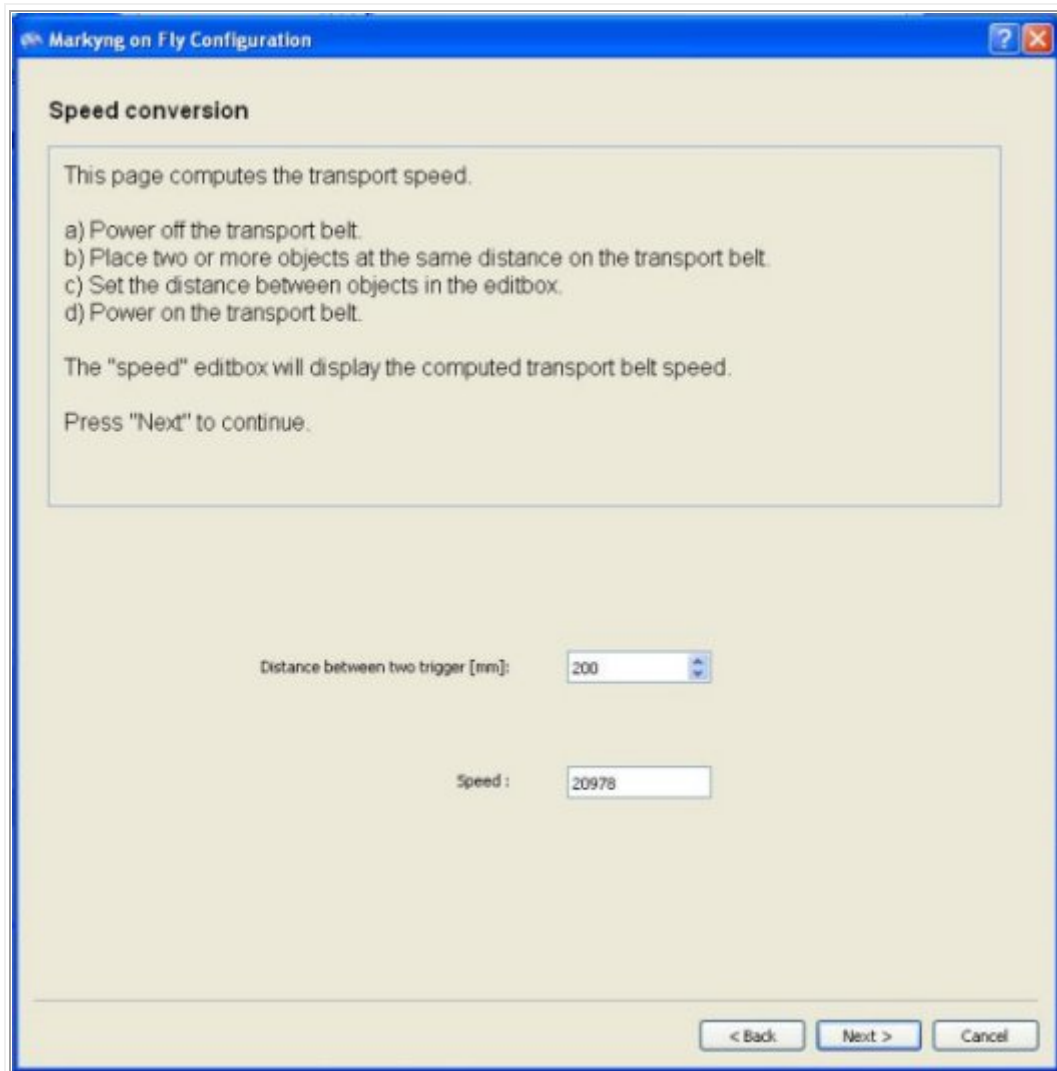 Markyng on Fly Configuration
Speed conversion
This page computes the transport speed.
a) Power off the transport belt.
b) Place two or more objects at the same distance on the transport belt.
c) Set the distance between objects in the editbox.
d) Power on the transport belt.
The "speed" editbox will display the computed transport belt speed.
Press "Next" to continue.
Distance between two trigger [mm]: 200
Speed : 20978
< Back Next > Cancel